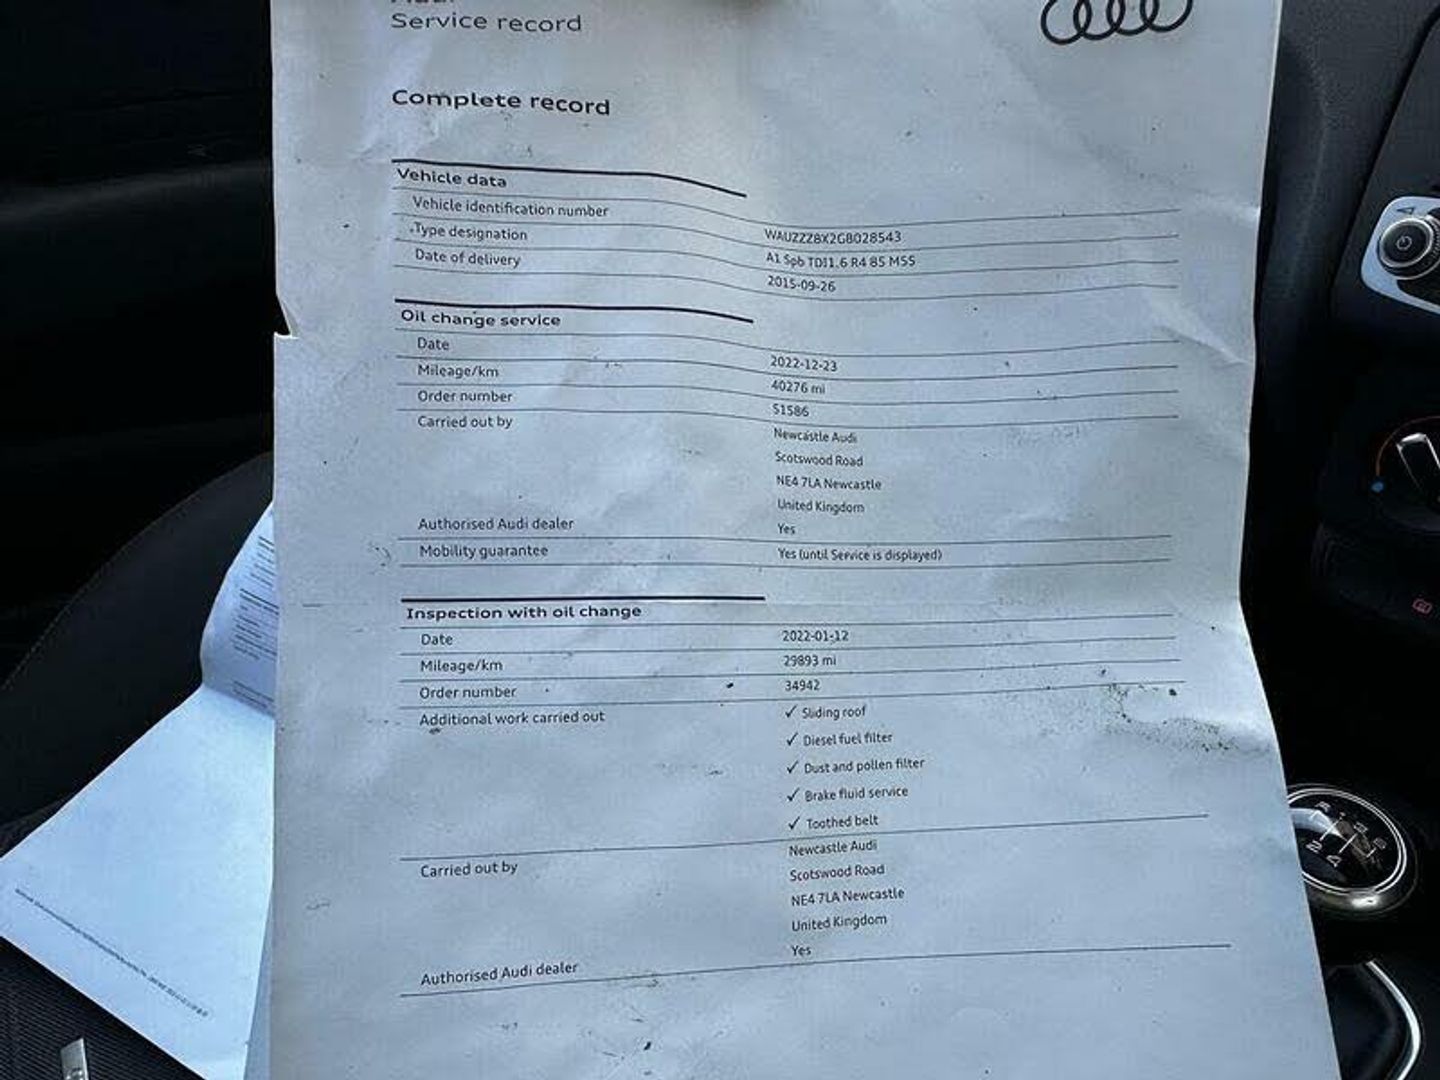 Service record
Complete record
Vehicle data
Vehicle identification number WAUZZZ8X2GB028543
Type designation A1 Spb TDI1.6 R4 85 M5S
Date of delivery 2015-09-26
Oil change service
Date 2022-12-23
Mileage/km 40276 mi
Order number 51586
Carried out by Newcastle Audi
Scotswood Road
NE4 7LA Newcastle
United Kingdom
Authorised Audi dealer Yes
Mobility guarantee Yes (until Service is displayed)
Inspection with oil change
Date 2022-01-12
Mileage/km 29893 mi
Order number 34942
Additional work carried out ✓ Sliding roof
✓ Diesel fuel filter
✓ Dust and pollen filter
✓ Brake fluid service
✓ Toothed belt
Carried out by Newcastle Audi
Scotswood Road
NE4 7LA Newcastle
United Kingdom
Authorised Audi dealer Yes